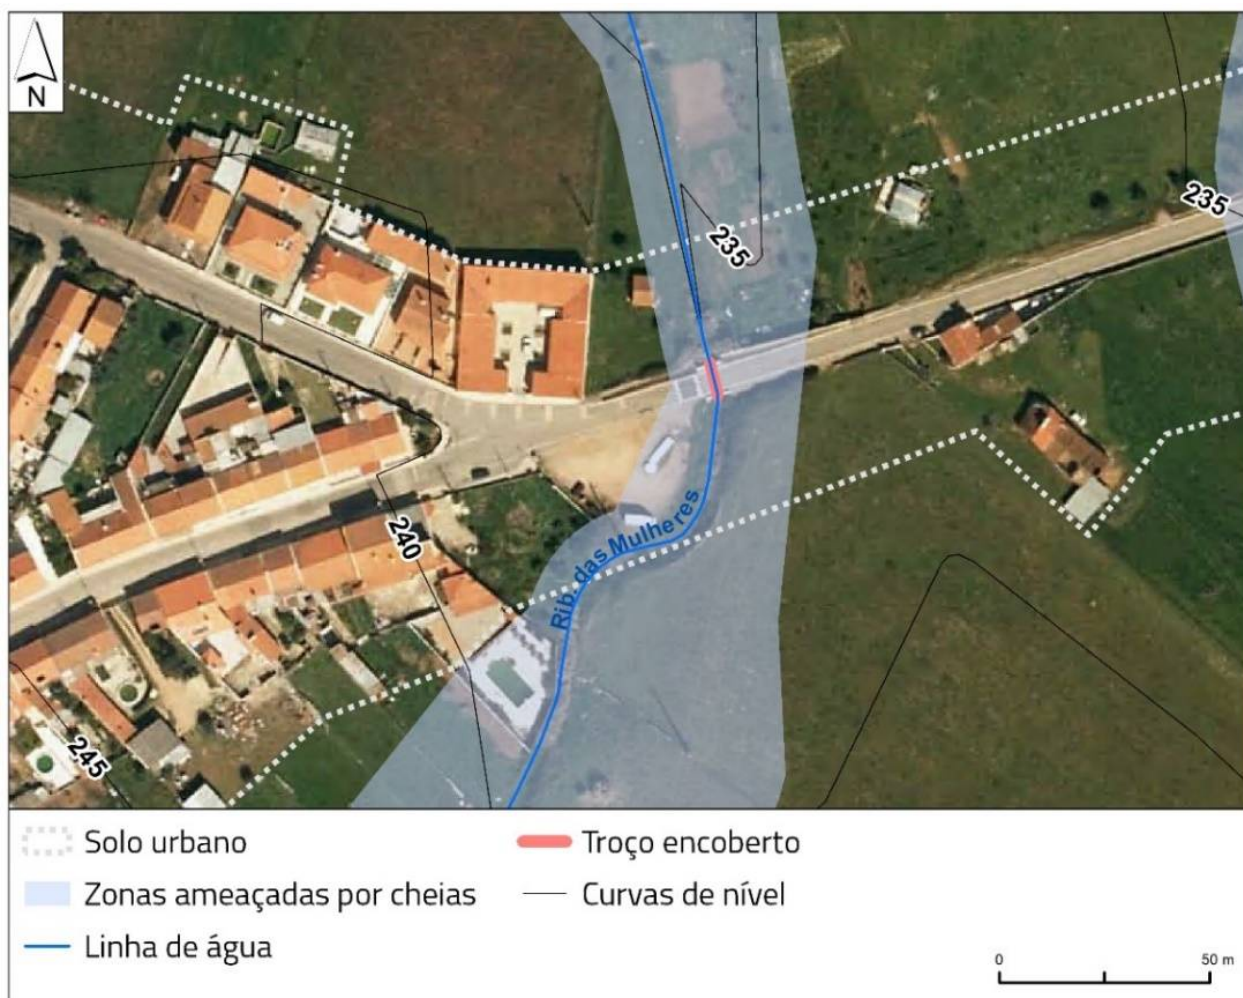 N
235
235
Rib. das Mulheres
240
245
Solo urbano
Troço encoberto
Zonas ameaçadas por cheias
Curvas de nível
Linha de água
0
50 m